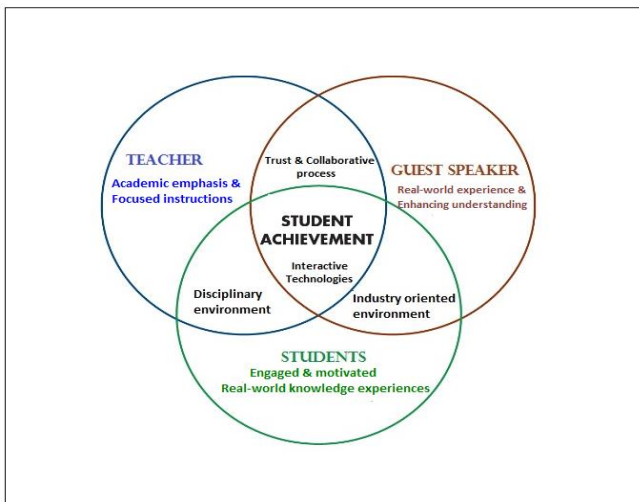 TEACHER
Academic emphasis &
Focused instructions
Trust & Collaborative
process
GUEST SPEAKER
Real-world experience &
Enhancing understanding
STUDENT
ACHIEVEMENT
Interactive
Technologies
Disciplinary
environment
Industry oriented
environment
STUDENTS
Engaged & motivated
Real-world knowledge experiences